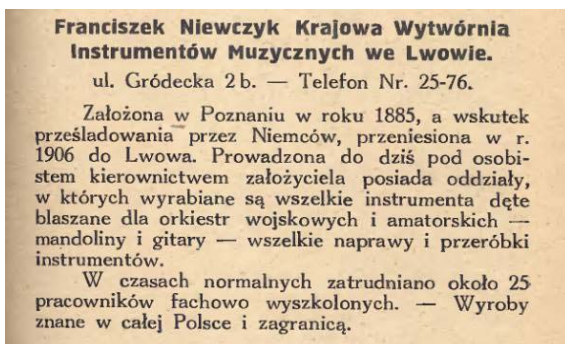 Franciszek Niewczyk Krajowa Wytwórnia
Instrumentów Muzycznych we Lwowie.
ul. Gródecka 2 b. — Telefon Nr. 25-76.
Założona w Poznaniu w roku 1885, a wskutek
prześladowania przez Niemców, przeniesiona w r.
1906 do Lwowa. Prowadzona do dziś pod osobi-
stem kierownictwem założyciela posiada oddziały,
w których wyrabiane są wszelkie instrumenta dęte
blaszane dla orkiestr wojskowych i amatorskich —
mandoliny i gitary — wszelkie naprawy i przeróbki
instrumentów.
W czasach normalnych zatrudniano około 25
pracowników fachowo wyszkolonych. — Wyroby
znane w całej Polsce i zagranicą.